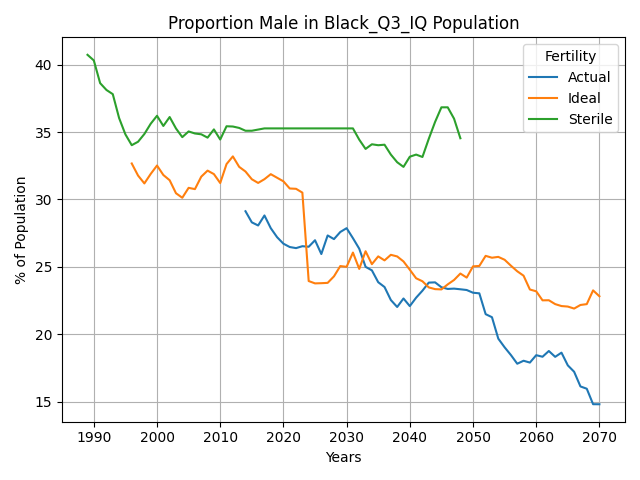 Proportion Male in Black_Q3_IQ Population
Fertility
Actual
Ideal
Sterile
% of Population
40
35
30
25
20
15
1990
2000
2010
2020
2030
2040
2050
2060
2070
Years